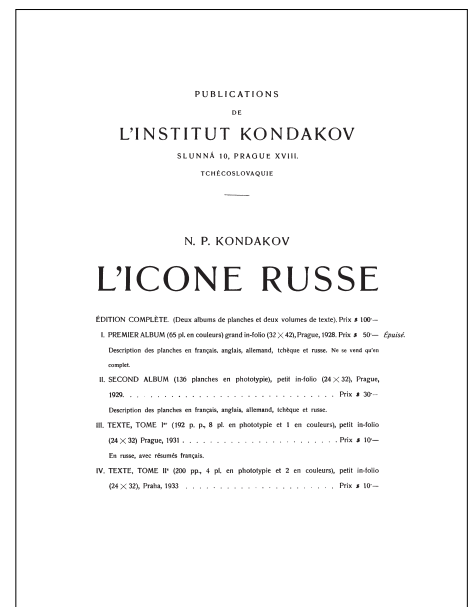 PUBLICATIONS
DE
L'INSTITUT KONDAKOV
SLUNNÁ 10, PRAGUE XVIII.
TCHÉCOSLOVAQUIE
N. P. KONDAKOV
L'ICONE RUSSE
ÉDITION COMPLÈTE. (Deux albums de planches et deux volumes de texte). Prix $ 100·—
I. PREMIER ALBUM (65 pl. en couleurs) grand in-folio (32 × 42), Prague, 1928. Prix $ 50·— Épuisé.
Description des planches en français, anglais, allemand, tchèque et russe. Ne se vend qu'en
complet.
II. SECOND ALBUM (136 planches en phototypie), petit in-folio (24 × 32), Prague,
1929. . . . . . . . . . . . . . . . . . . . . . . . . . . . . Prix $ 30·—
Description des planches en français, anglais, allemand, tchèque et russe.
III. TEXTE, TOME Ier (192 p. p., 8 pl. en phototypie et 1 en couleurs), petit in-folio
(24 × 32) Prague, 1931 . . . . . . . . . . . . . . . . . . . . . Prix $ 10·—
En russe, avec résumés français.
IV. TEXTE, TOME IIe (200 pp., 4 pl. en phototypie et 2 en couleurs), petit in-folio
(24 × 32), Praha, 1933 . . . . . . . . . . . . . . . . . . . . . Prix $ 10·—